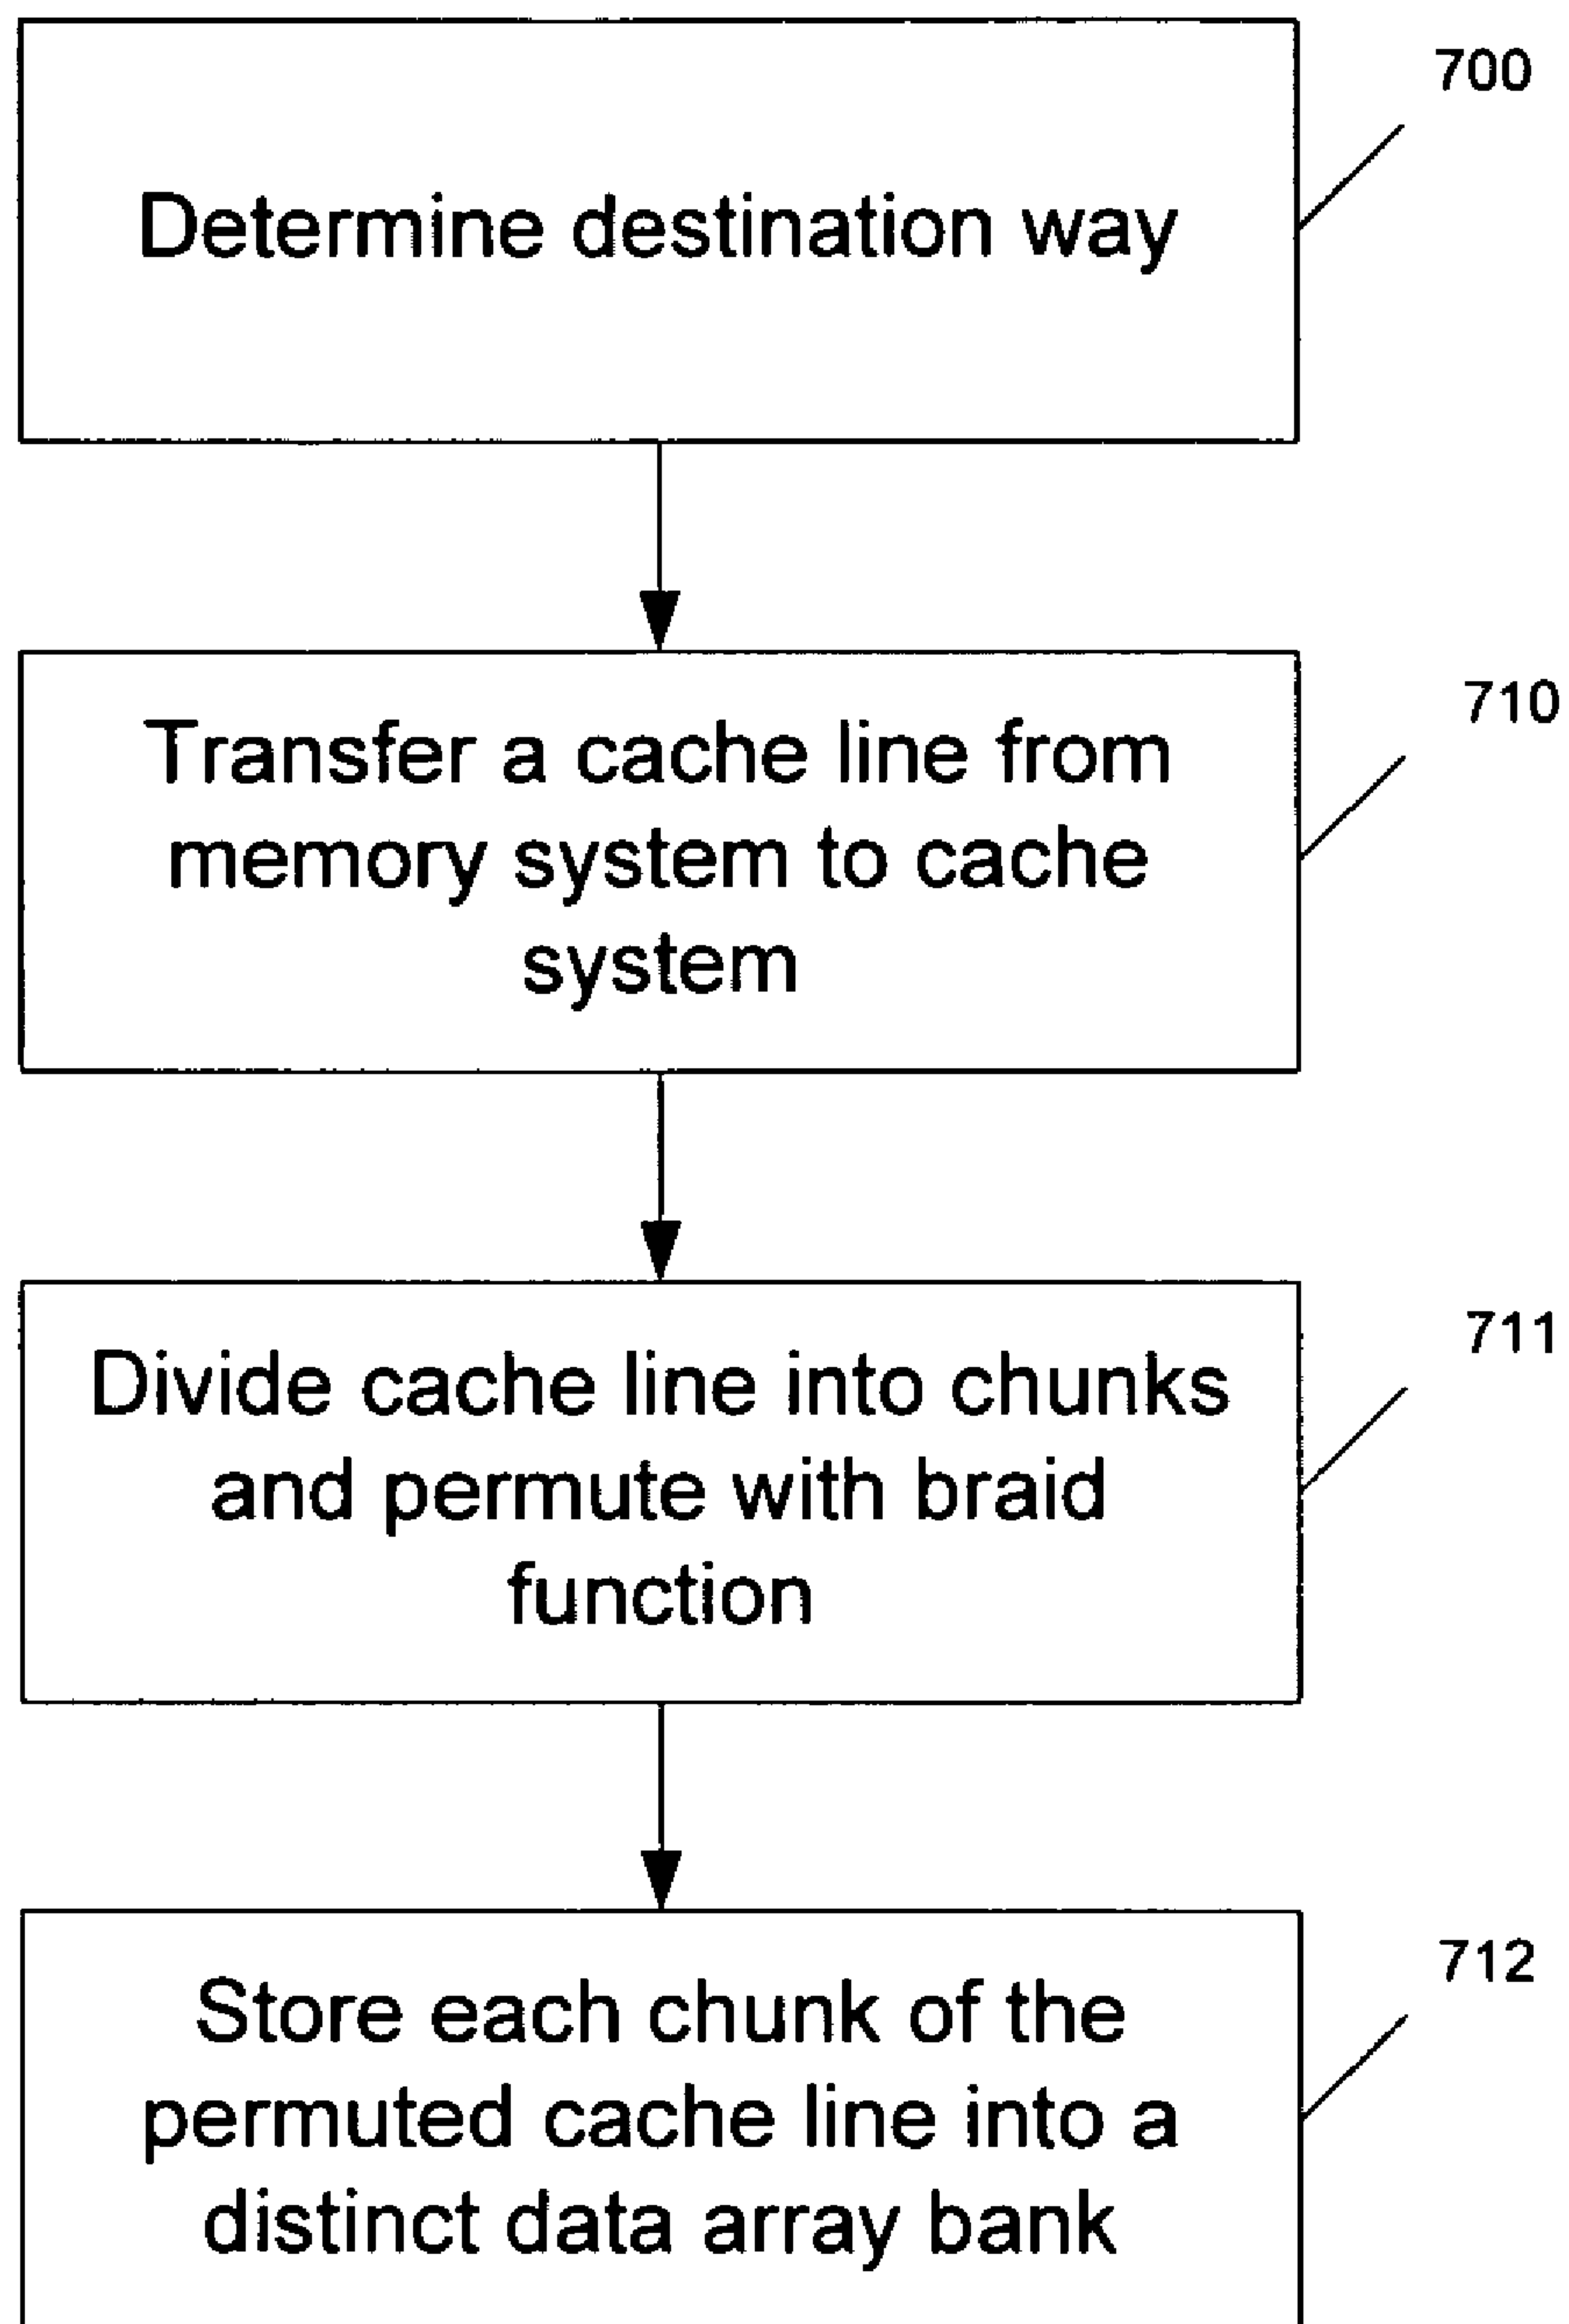 700
Determine destination way
710
Transfer a cache line from
memory system to cache
system
711
Divide cache line into chunks
and permute with braid
function
712
Store each chunk of the
permuted cache line into a
distinct data array bank